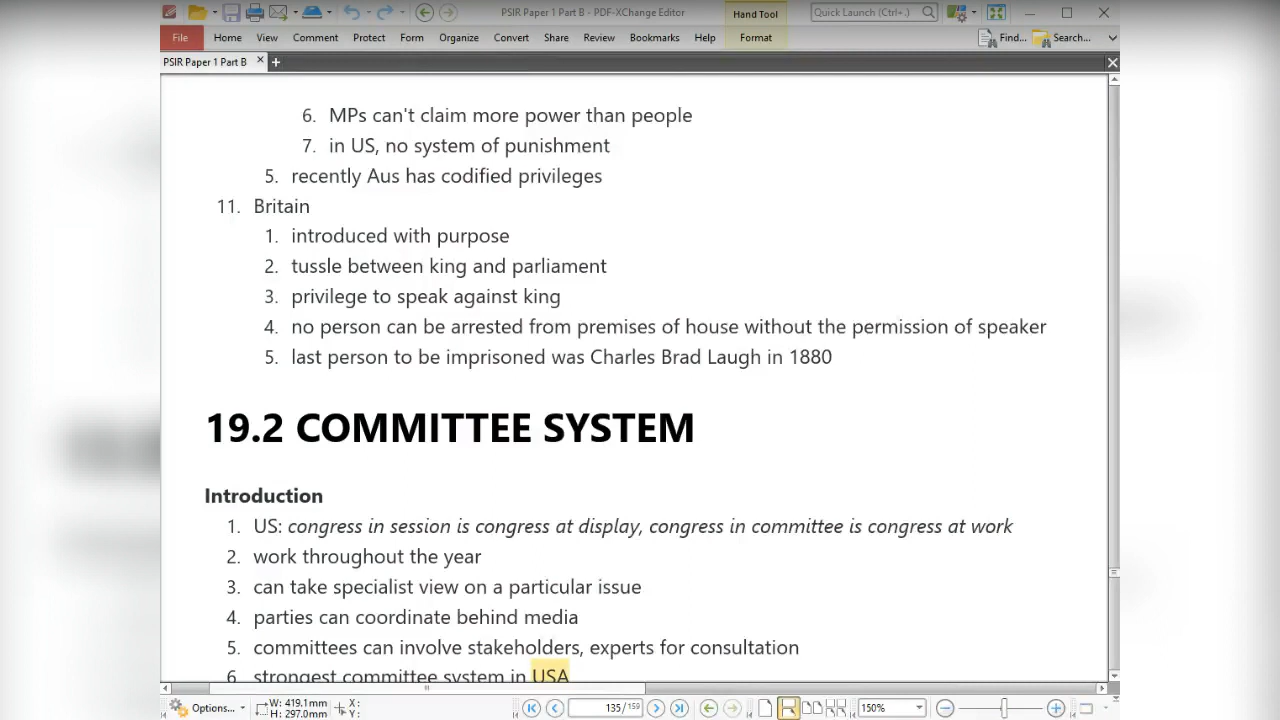 PSIR Paper 1 Part B - PDF-XChange Editor
Hand Tool
Quick Launch (Ctrl+.)
File Home View Comment Protect Form Organize Convert Share Review Bookmarks Help Format Find... Search...
PSIR Paper 1 Part B
6. MPs can't claim more power than people
7. in US, no system of punishment
5. recently Aus has codified privileges
11. Britain
1. introduced with purpose
2. tussle between king and parliament
3. privilege to speak against king
4. no person can be arrested from premises of house without the permission of speaker
5. last person to be imprisoned was Charles Brad Laugh in 1880
19.2 COMMITTEE SYSTEM
Introduction
1. US: congress in session is congress at display, congress in committee is congress at work
2. work throughout the year
3. can take specialist view on a particular issue
4. parties can coordinate behind media
5. committees can involve stakeholders, experts for consultation
6. strongest committee system in USA
Options... W: 419.1mm X: 135/159 150%
H: 297.0mm Y: